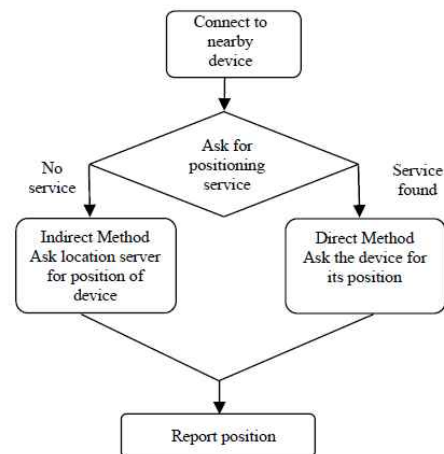 Connect to
nearby
device
Ask for
positioning
service
No
service
Service
found
Indirect Method
Ask location server
for position of
device
Direct Method
Ask the device for
its position
Report position